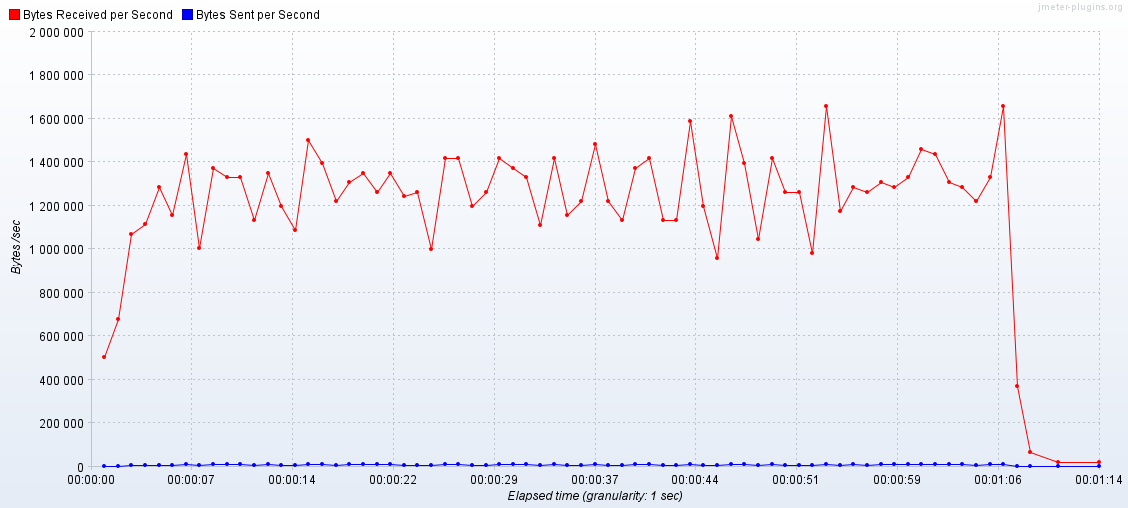 jmeter-plugins.org
Bytes Received per Second Bytes Sent per Second
2 000 000
1 800 000
1 600 000
1 400 000
1 200 000
1 000 000
800 000
600 000
400 000
200 000
0
Bytes /sec
00:00:00 00:00:07 00:00:14 00:00:22 00:00:29 00:00:37 00:00:44 00:00:51 00:00:59 00:01:06 00:01:14
Elapsed time (granularity: 1 sec)